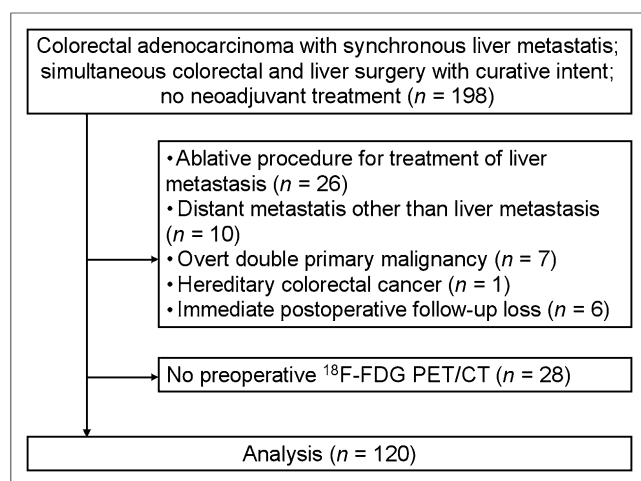 Colorectal adenocarcinoma with synchronous liver metastatis;
simultaneous colorectal and liver surgery with curative intent;
no neoadjuvant treatment (n = 198)
• Ablative procedure for treatment of liver
metastasis (n = 26)
• Distant metastatis other than liver metastasis
(n = 10)
• Overt double primary malignancy (n = 7)
• Hereditary colorectal cancer (n = 1)
• Immediate postoperative follow-up loss (n = 6)
No preoperative ¹⁸F-FDG PET/CT (n = 28)
Analysis (n = 120)